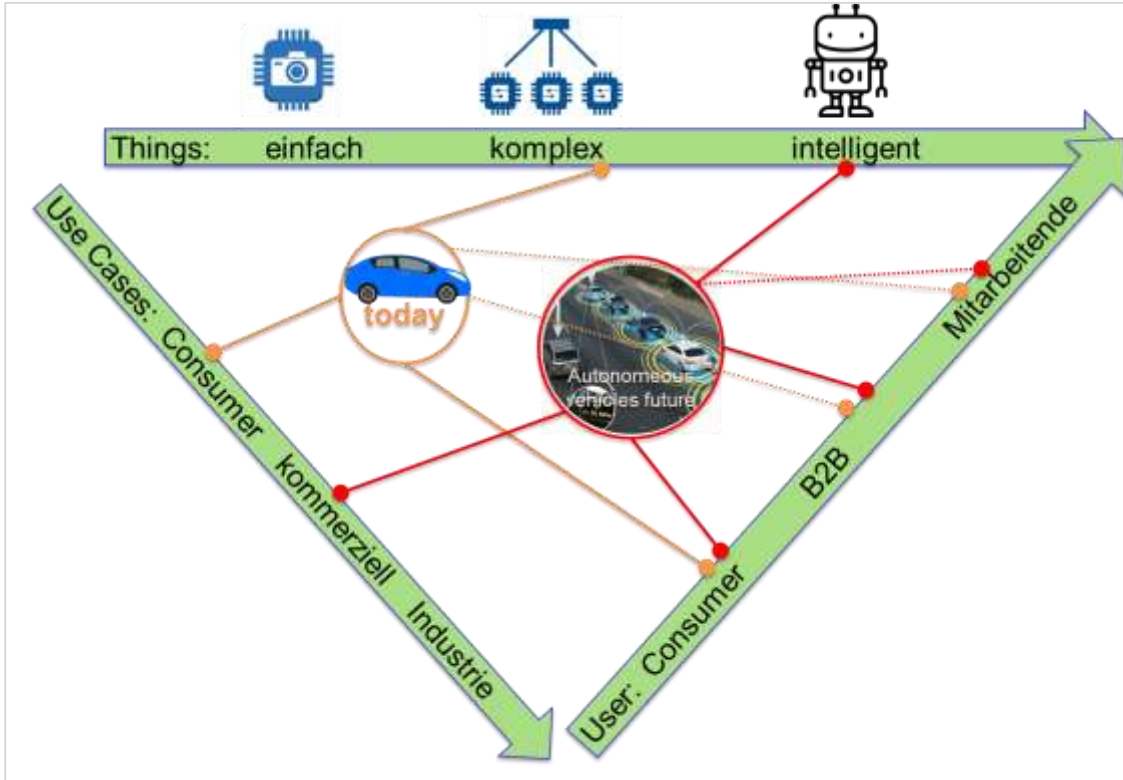 Things: einfach komplex intelligent
Use Cases: Consumer kommerziell Industrie
today
Autonomeous
vehicles future
User: Consumer B2B Mitarbeitende